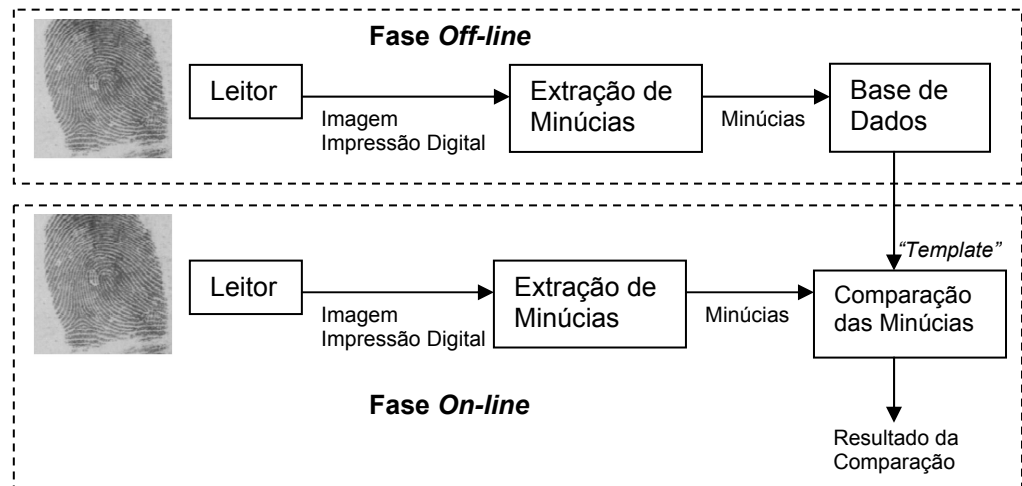 Fase Off-line
Leitor
Imagem
Impressão Digital
Extração de
Minúcias
Minúcias
Base de
Dados
“Template”
Leitor
Imagem
Impressão Digital
Extração de
Minúcias
Minúcias
Comparação
das Minúcias
Fase On-line
Resultado da
Comparação